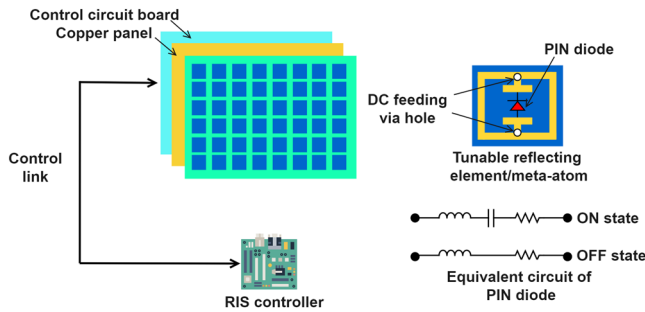 Control circuit board
Copper panel
Control
link
RIS controller
PIN diode
DC feeding
via hole
Tunable reflecting
element/meta-atom
ON state
OFF state
Equivalent circuit of
PIN diode